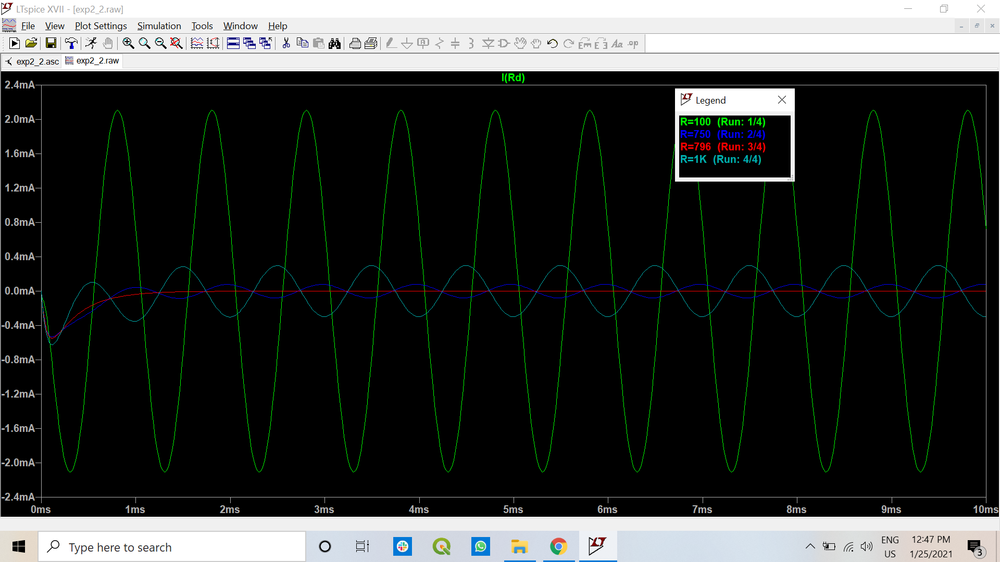 LTspice XVII - [exp2_2.raw]
File View Plot Settings Simulation Tools Window Help
exp2_2.asc exp2_2.raw
I(Rd)
2.4mA
2.0mA
1.6mA
1.2mA
0.8mA
0.4mA
0.0mA
-0.4mA
-0.8mA
-1.2mA
-1.6mA
-2.0mA
-2.4mA
Legend
R=100 (Run: 1/4)
R=750 (Run: 2/4)
R=796 (Run: 3/4)
R=1K (Run: 4/4)
0ms 1ms 2ms 3ms 4ms 5ms 6ms 7ms 8ms 9ms 10ms
Type here to search
ENG
US
12:47 PM
1/25/2021
3